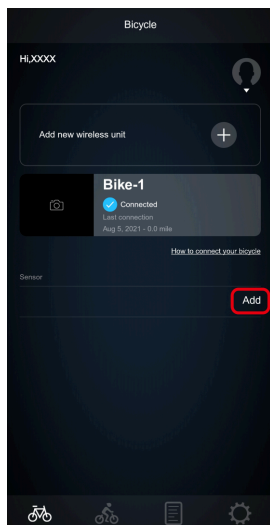 Bicycle
Hi,XXXX
Add new wireless unit
Bike-1
Connected
Last connection
Aug 5, 2021 - 0.0 mile
How to connect your bicycle
Sensor
Add